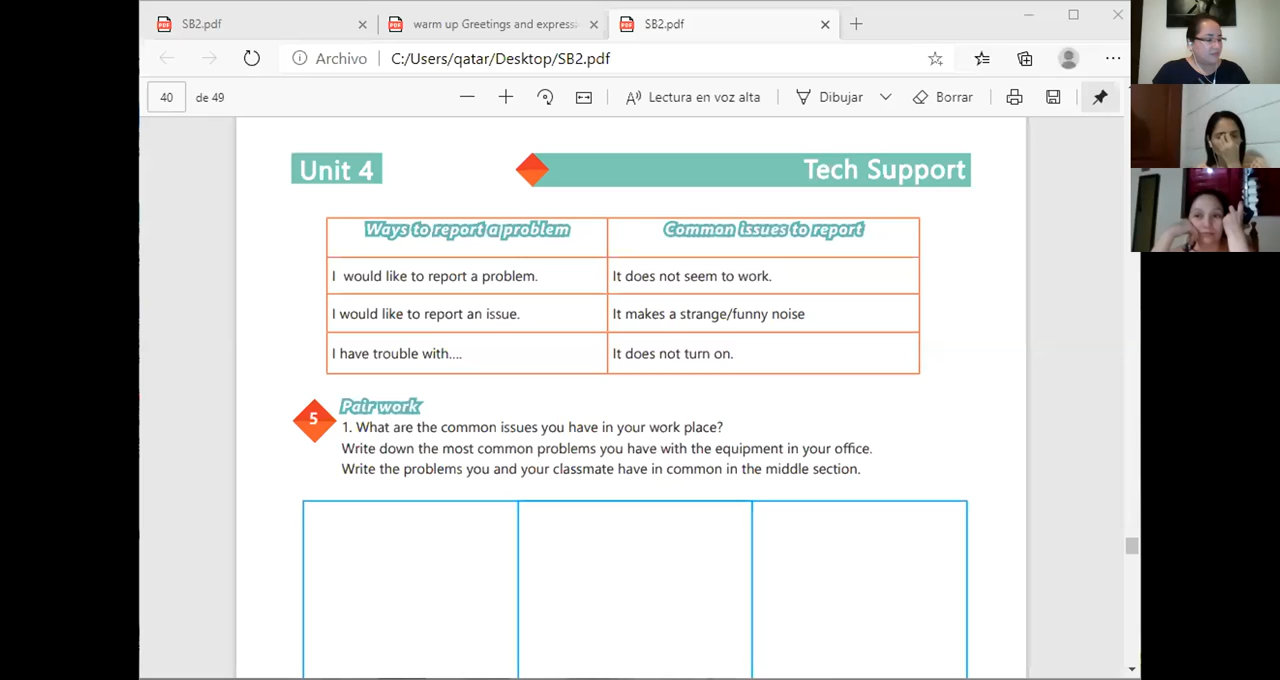 SB2.pdf
warm up Greetings and express
SB2.pdf
Archivo
C:/Users/qatar/Desktop/SB2.pdf
40
de 49
Lectura en voz alta
Dibujar
Borrar
Unit 4
Tech Support
Ways to report a problem
Common issues to report
I would like to report a problem.
It does not seem to work.
I would like to report an issue.
It makes a strange/funny noise
I have trouble with....
It does not turn on.
5
Pair work
1. What are the common issues you have in your work place?
Write down the most common problems you have with the equipment in your office.
Write the problems you and your classmate have in common in the middle section.